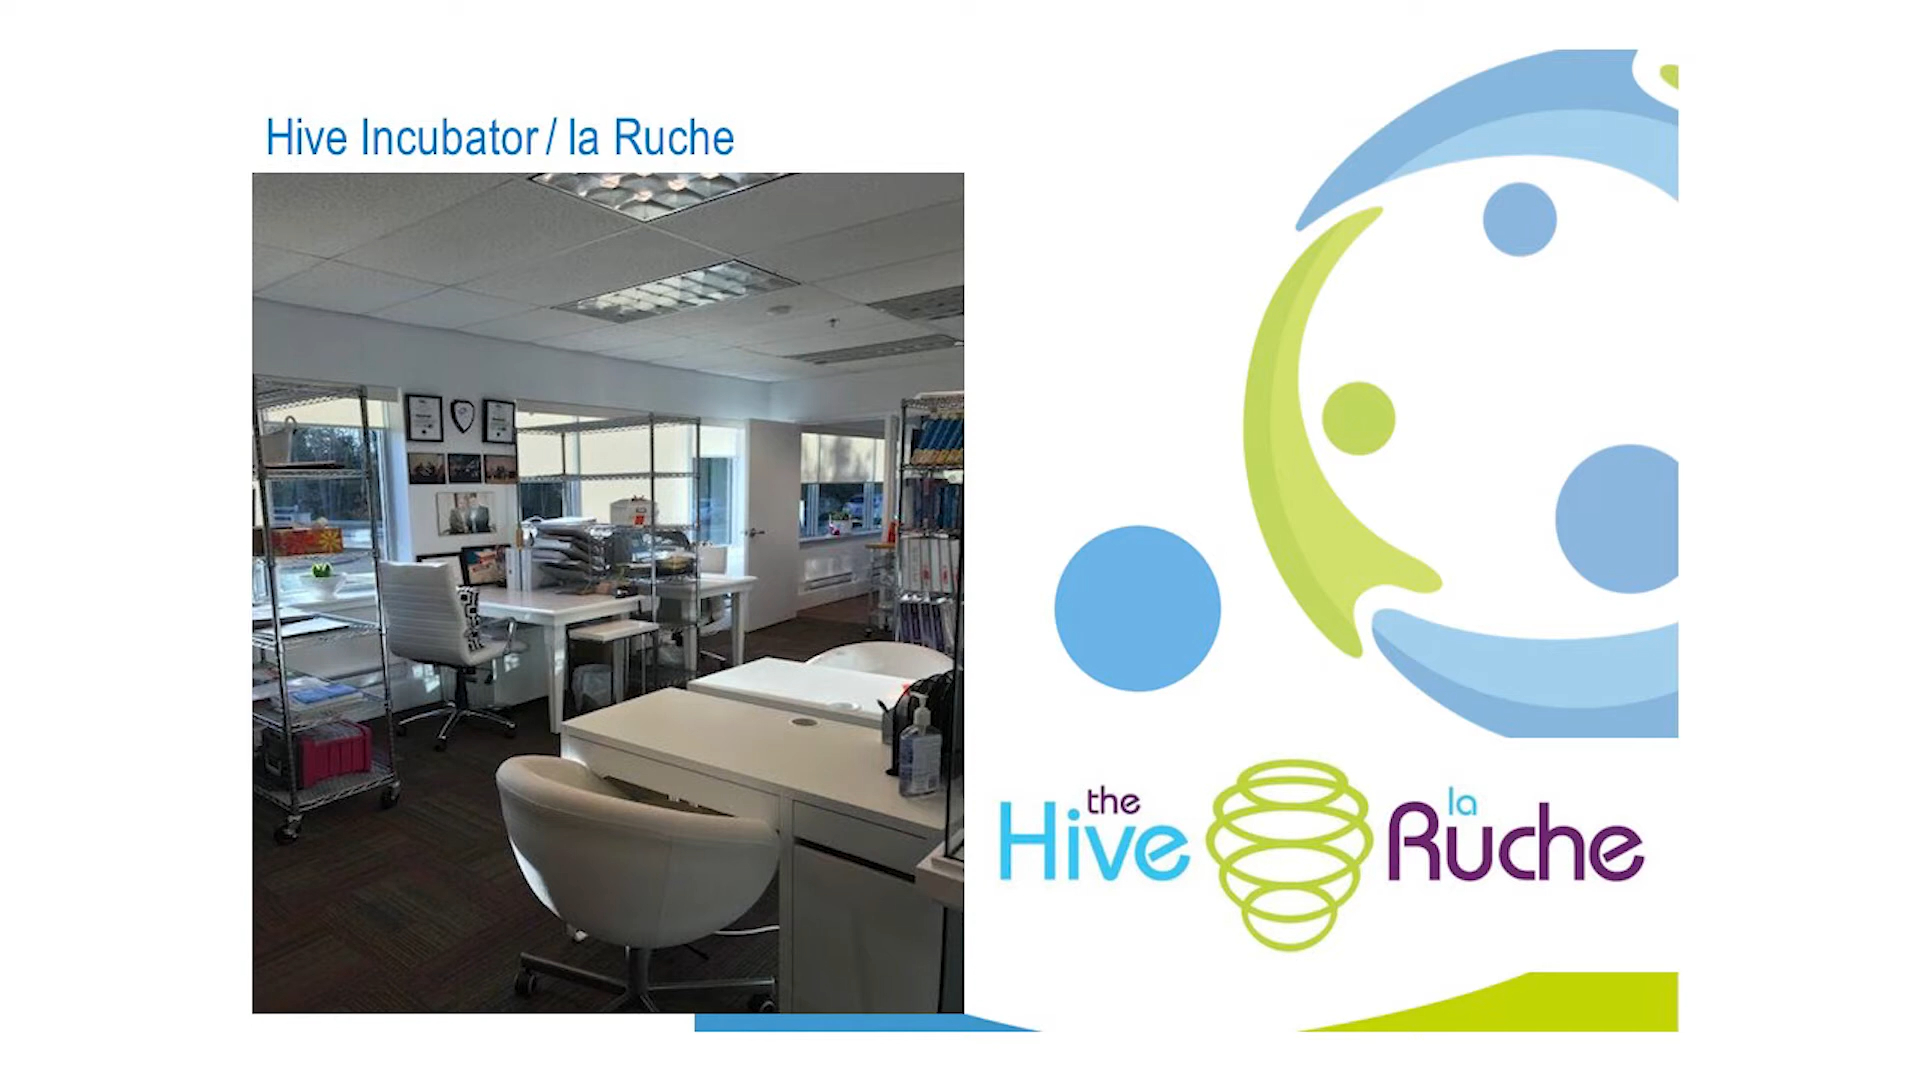 Hive Incubator / la Ruche
the Hive
la Ruche